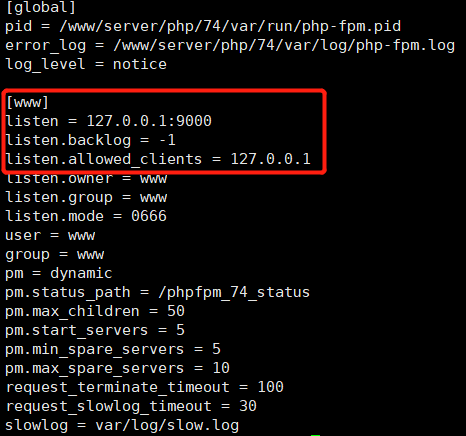 [global]
pid = /www/server/php/74/var/run/php-fpm.pid
error_log = /www/server/php/74/var/log/php-fpm.log
log_level = notice
[www]
listen = 127.0.0.1:9000
listen.backlog = -1
listen.allowed_clients = 127.0.0.1
listen.owner = www
listen.group = www
listen.mode = 0666
user = www
group = www
pm = dynamic
pm.status_path = /phpfpm_74_status
pm.max_children = 50
pm.start_servers = 5
pm.min_spare_servers = 5
pm.max_spare_servers = 10
request_terminate_timeout = 100
request_slowlog_timeout = 30
slowlog = var/log/slow.log